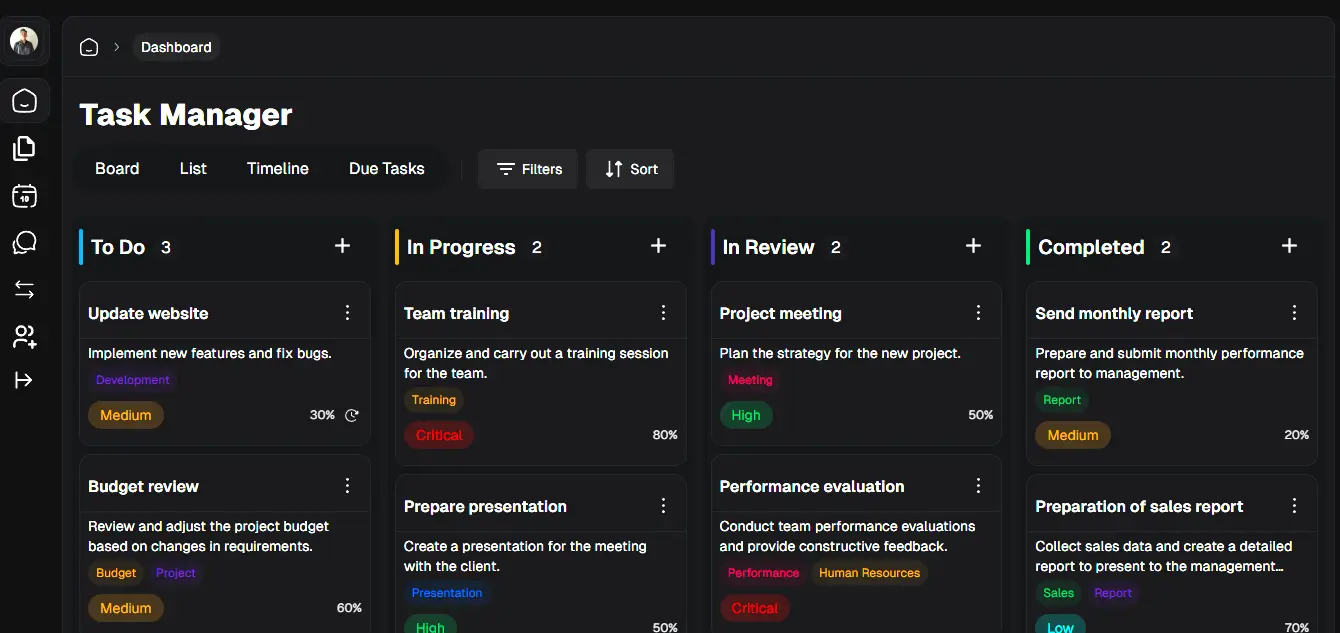 Dashboard
Task Manager
Board List Timeline Due Tasks Filters Sort
10
To Do 3 +
Update website
Implement new features and fix bugs.
Development
Medium 30%
Budget review
Review and adjust the project budget
based on changes in requirements.
Budget Project
Medium 60%
In Progress 2 +
Team training
Organize and carry out a training session
for the team.
Training
Critical 80%
Prepare presentation
Create a presentation for the meeting
with the client.
Presentation
High 50%
In Review 2 +
Project meeting
Plan the strategy for the new project.
Meeting
High 50%
Performance evaluation
Conduct team performance evaluations
and provide constructive feedback.
Performance Human Resources
Critical
Completed 2 +
Send monthly report
Prepare and submit monthly performance
report to management.
Report
Medium 20%
Preparation of sales report
Collect sales data and create a detailed
report to present to the management...
Sales Report
Low 70%